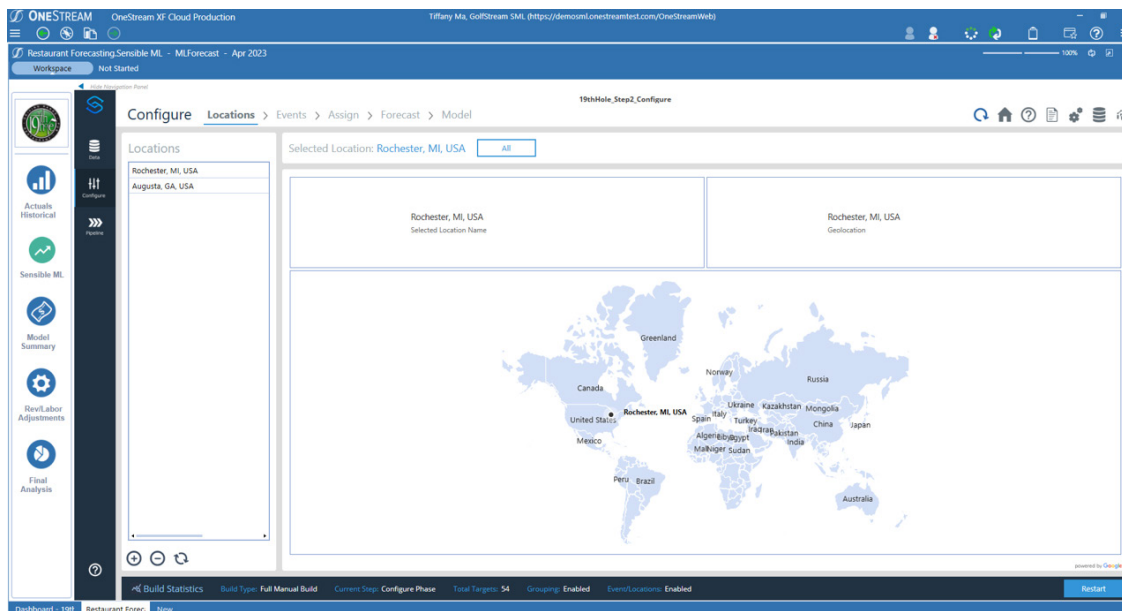 ONESTREAM OneStream XF Cloud Production
Tiffany Ma, GolfStream SML (https://demosml.onestreamtest.com/OneStreamWeb)
Restaurant Forecasting.Sensible ML - MLForecast - Apr 2023
100%
Workspace Not Started
Hide Navigation Panel
19thHole_Step2_Configure
Configure Locations > Events > Assign > Forecast > Model
19th
Data
Configure
Pipeline
Actuals
Historical
Sensible ML
Model
Summary
Rev/Labor
Adjustments
Final
Analysis
Locations
Rochester, MI, USA
Augusta, GA, USA
Selected Location: Rochester, MI, USA All
Rochester, MI, USA
Selected Location Name
Rochester, MI, USA
Geolocation
Greenland
Norway
Russia
Canada
Ukraine Kazakhstan Mongolia
United States Rochester, MI, USA Spain Italy Turkey China Japan
Pakistan
Mexico India
Niger Sudan
Peru Brazil
Australia
powered by Google
Build Statistics Build Type: Full Manual Build Current Step: Configure Phase Total Targets: 54 Grouping: Enabled Event/Locations: Enabled Restart
Dashboard - 19th Restaurant Forec. New